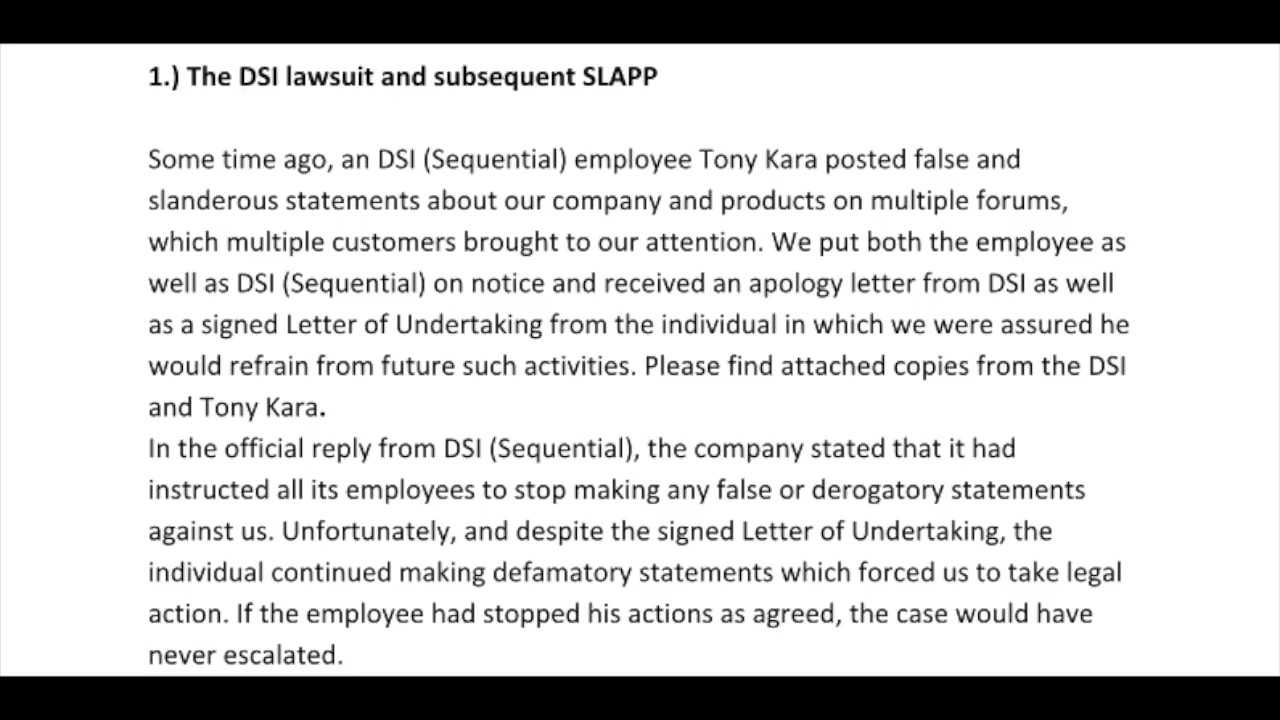 1.) The DSI lawsuit and subsequent SLAPP
Some time ago, an DSI (Sequential) employee Tony Kara posted false and
slanderous statements about our company and products on multiple forums,
which multiple customers brought to our attention. We put both the employee as
well as DSI (Sequential) on notice and received an apology letter from DSI as well
as a signed Letter of Undertaking from the individual in which we were assured he
would refrain from future such activities. Please find attached copies from the DSI
and Tony Kara.
In the official reply from DSI (Sequential), the company stated that it had
instructed all its employees to stop making any false or derogatory statements
against us. Unfortunately, and despite the signed Letter of Undertaking, the
individual continued making defamatory statements which forced us to take legal
action. If the employee had stopped his actions as agreed, the case would have
never escalated.